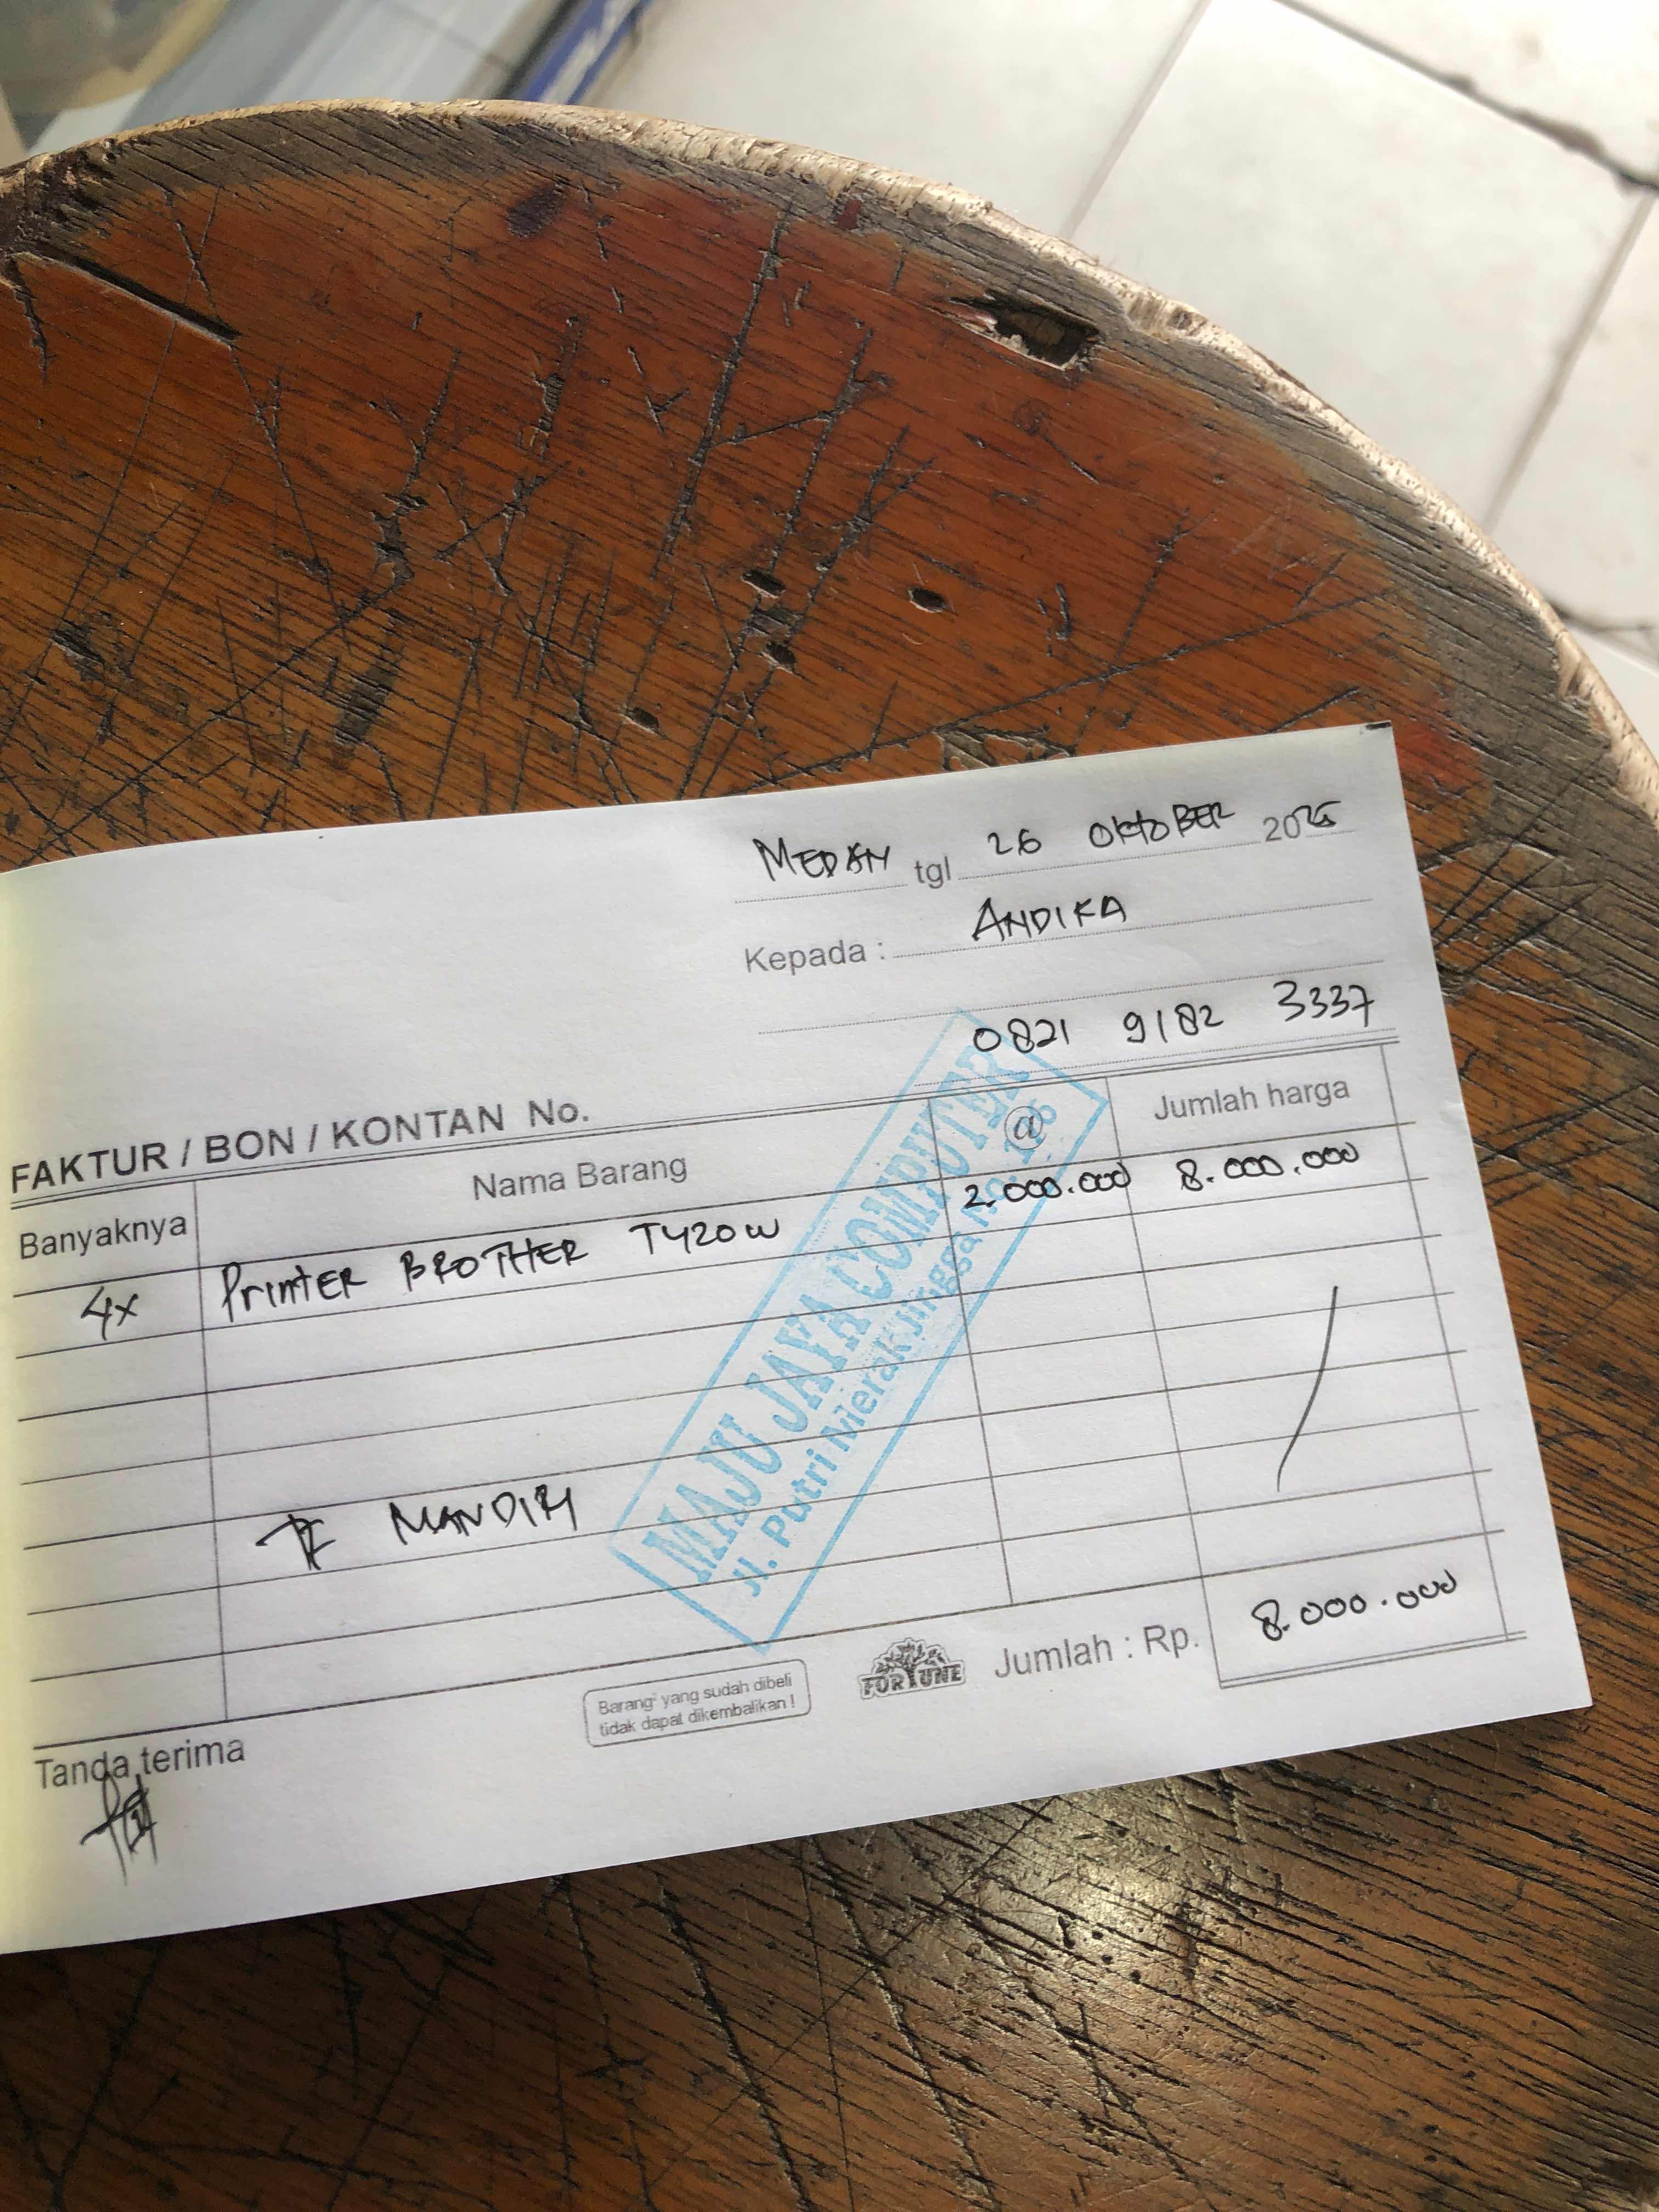 MEDAN tgl 26 OKTOBER 2025
Kepada : ANDIKA
0821 9182 3337
FAKTUR / BON / KONTAN No.
Banyaknya Nama Barang @ Jumlah harga
4x Printer BROTHER T420W 2.000.000 8.000.000
MAJU JAYA COMPUTER
Jl. Putri Merak Jingga No.
TF MANDIRI
Jumlah : Rp. 8.000.000
FORTUNE
Barang² yang sudah dibeli
tidak dapat dikembalikan !
Tanda terima